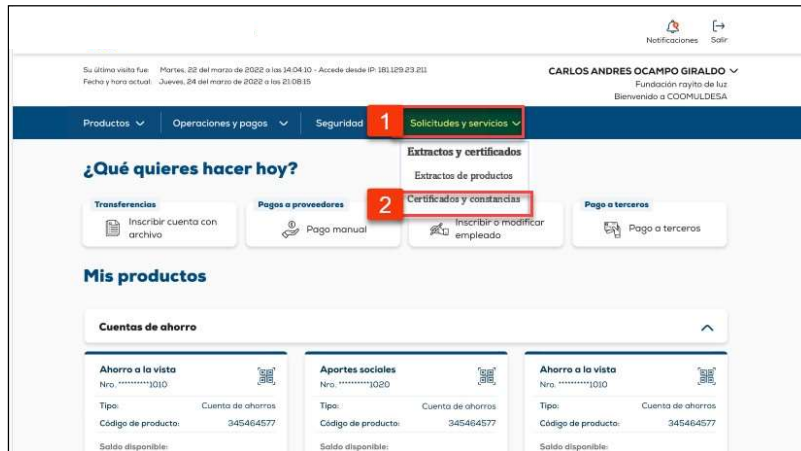 Notificaciones Salir
Su última visita fue: Martes, 22 del marzo de 2022 a las 14:04:10 - Accede desde IP: 181.129.23.211
Fecha y hora actual: Jueves, 24 del marzo de 2022 a las 21:08:15
CARLOS ANDRES OCAMPO GIRALDO
Fundación rayito de luz
Bienvenido a COOMULDESA
Productos Operaciones y pagos Seguridad 1 Solicitudes y servicios
Extractos y certificados
Extractos de productos
2 Certificados y constancias
¿Qué quieres hacer hoy?
Transferencias
Inscribir cuenta con
archivo
Pagos a proveedores
Pago manual
Inscribir o modificar
empleado
Pago a terceros
Pago a terceros
Mis productos
Cuentas de ahorro
Ahorro a la vista
Nro. **********1010
Tipo: Cuenta de ahorros
Código de producto: 345464577
Saldo disponible:
Aportes sociales
Nro. **********1020
Tipo: Cuenta de ahorros
Código de producto: 345464577
Saldo disponible:
Ahorro a la vista
Nro. **********1010
Tipo: Cuenta de ahorros
Código de producto: 345464577
Saldo disponible: